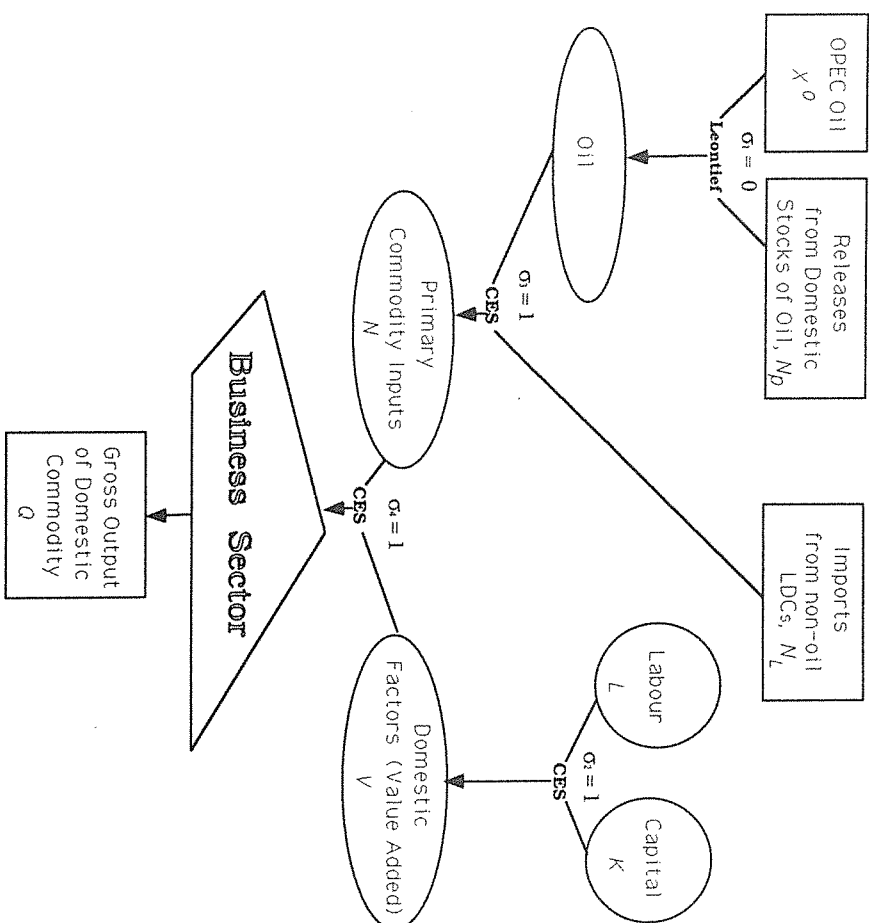 OPEC Oil
X⁰
Releases
from Domestic
Stocks of Oil, Nₚ
Imports
from non-oil
LDCs, N_L
σ₁ = 0
Leontief
Oil
Labour
L
Capital
K
σ₂ = 1
CES
σ₃ = 1
CES
Primary
Commodity Inputs
N
Domestic
Factors (Value Added)
V
σ₄ = 1
CES
Business Sector
Gross Output
of Domestic
Commodity
Q